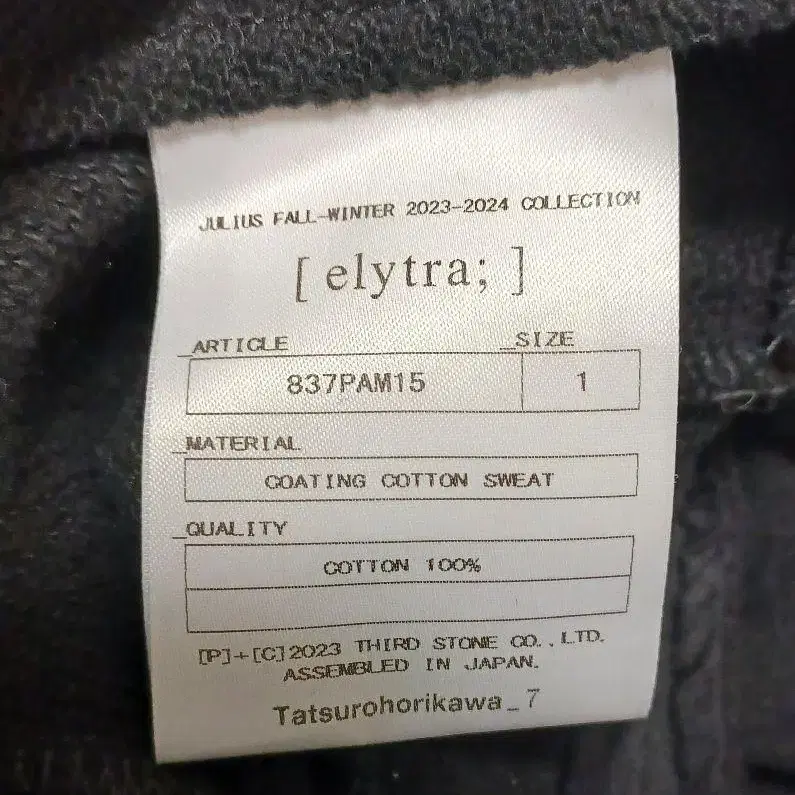 JULIUS FALL-WINTER 2023-2024 COLLECTION
[ elytra; ]
_ARTICLE _SIZE
837PAM15 1
_MATERIAL
COATING COTTON SWEAT
_QUALITY
COTTON 100%
[P]+[C]2023 THIRD STONE CO.,LTD.
ASSEMBLED IN JAPAN.
Tatsurohorikawa_7